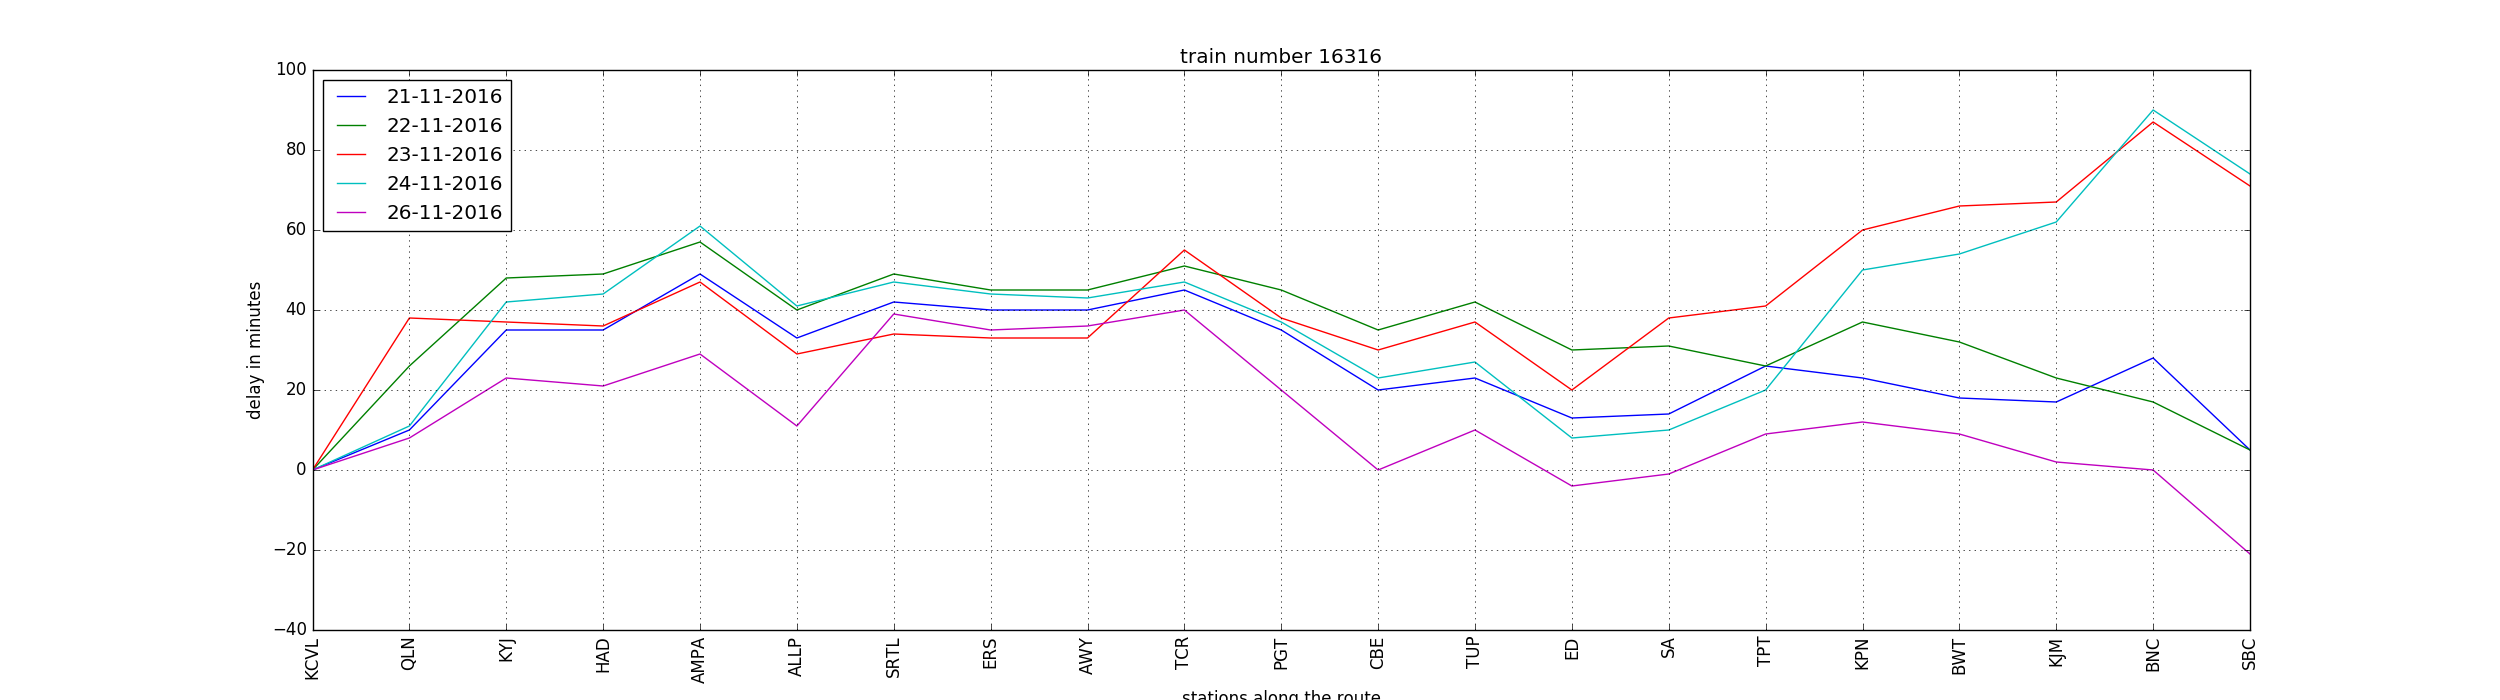 train number 16316
100
80
60
40
20
0
−20
−40
delay in minutes
21-11-2016
22-11-2016
23-11-2016
24-11-2016
26-11-2016
KCVL
QLN
KYJ
HAD
AMPA
ALLP
SRTL
ERS
AWY
TCR
PGT
CBE
TUP
ED
SA
TPT
KPN
BWT
KJM
BNC
SBC
stations along the route